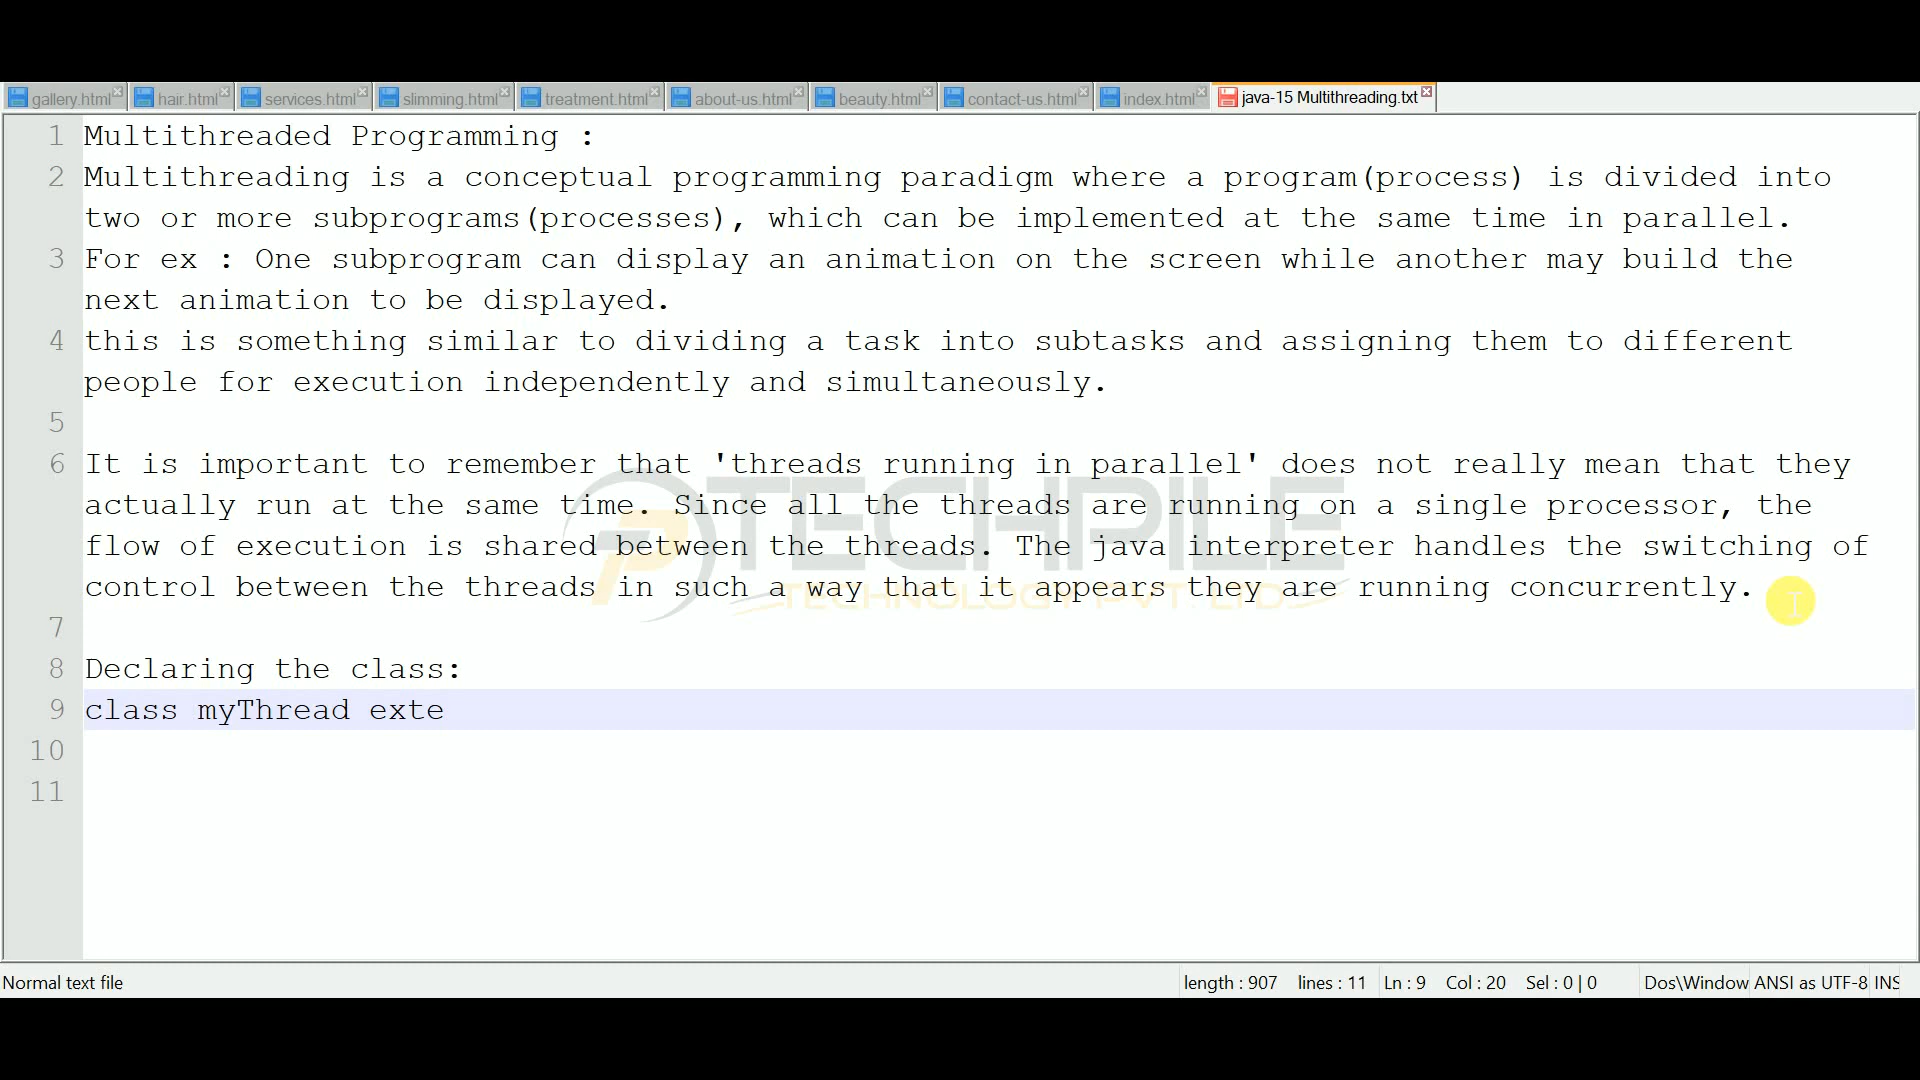 gallery.html hair.html services.html slimming.html treatment.html about-us.html beauty.html contact-us.html index.html java-15 Multithreading.txt
1 Multithreaded Programming :
2 Multithreading is a conceptual programming paradigm where a program(process) is divided into
two or more subprograms(processes), which can be implemented at the same time in parallel.
3 For ex : One subprogram can display an animation on the screen while another may build the
next animation to be displayed.
4 this is something similar to dividing a task into subtasks and assigning them to different
people for execution independently and simultaneously.
5
6 It is important to remember that 'threads running in parallel' does not really mean that they
actually run at the same time. Since all the threads are running on a single processor, the
flow of execution is shared between the threads. The java interpreter handles the switching of
control between the threads in such a way that it appears they are running concurrently.
7
8 Declaring the class:
9 class myThread exte
10
11
TECHPILE
TECHNOLOGY PVT. LTD.
Normal text file length : 907 lines : 11 Ln : 9 Col : 20 Sel : 0 | 0 Dos\Window ANSI as UTF-8 INS